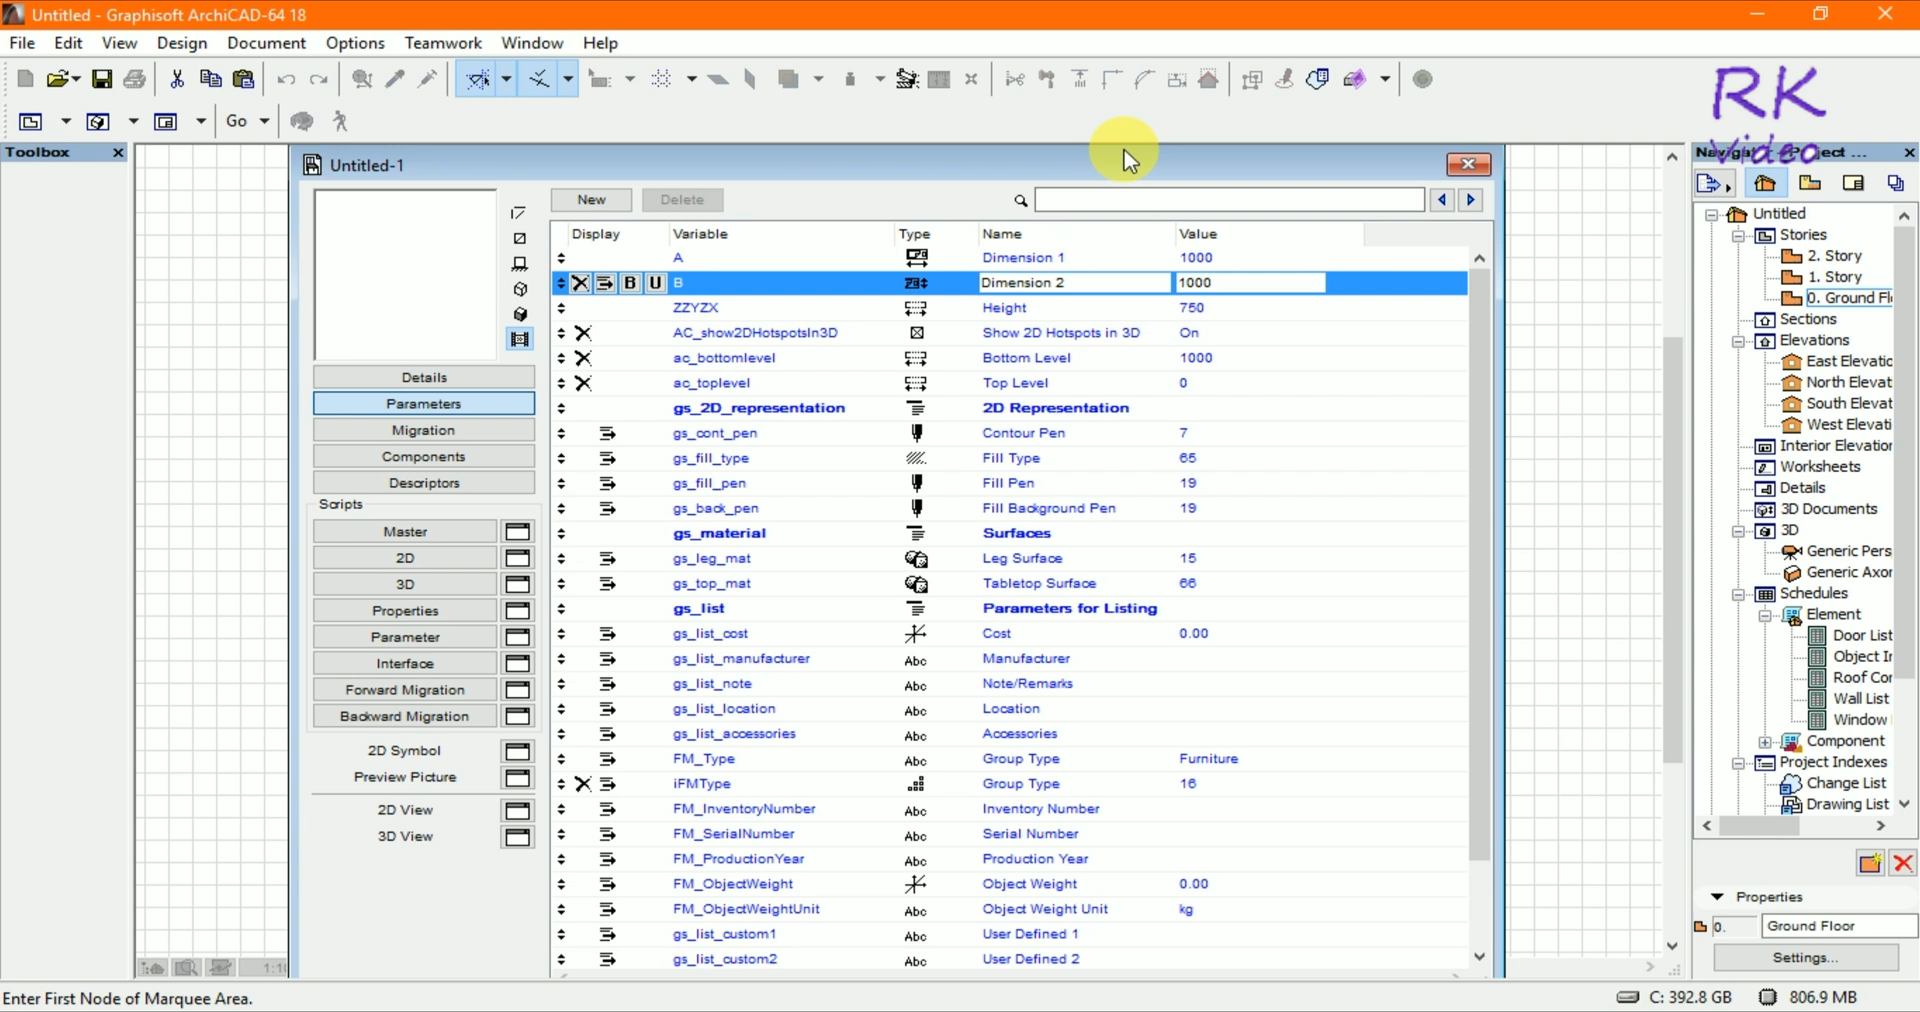 Untitled - Graphisoft ArchiCAD-64 18
File Edit View Design Document Options Teamwork Window Help
RK
Video
Go
Toolbox
Untitled-1
New Delete
Display Variable Type Name Value
A Dimension 1 1000
B U B Dimension 2 1000
ZZYZX Height 750
AC_show2DHotspotsIn3D Show 2D Hotspots in 3D On
ac_bottomlevel Bottom Level 1000
ac_toplevel Top Level 0
gs_2D_representation 2D Representation
gs_cont_pen Contour Pen 7
gs_fill_type Fill Type 65
gs_fill_pen Fill Pen 19
gs_back_pen Fill Background Pen 19
gs_material Surfaces
gs_leg_mat Leg Surface 15
gs_top_mat Tabletop Surface 66
gs_list Parameters for Listing
gs_list_cost Cost 0.00
gs_list_manufacturer Abc Manufacturer
gs_list_note Abc Note/Remarks
gs_list_location Abc Location
gs_list_accessories Abc Accessories
FM_Type Abc Group Type Furniture
iFMType Group Type 16
FM_InventoryNumber Abc Inventory Number
FM_SerialNumber Abc Serial Number
FM_ProductionYear Abc Production Year
FM_ObjectWeight Object Weight 0.00
FM_ObjectWeightUnit Abc Object Weight Unit kg
gs_list_custom1 Abc User Defined 1
gs_list_custom2 Abc User Defined 2
Details
Parameters
Migration
Components
Descriptors
Scripts
Master
2D
3D
Properties
Parameter
Interface
Forward Migration
Backward Migration
2D Symbol
Preview Picture
2D View
3D View
Untitled
Stories
2. Story
1. Story
0. Ground Fl
Sections
Elevations
East Elevatic
North Elevat
South Elevat
West Elevati
Interior Elevation
Worksheets
Details
3D Documents
3D
Generic Pers
Generic Axor
Schedules
Element
Door List
Object Ir
Roof Cor
Wall List
Window
Component
Project Indexes
Change List
Drawing List
Properties
0. Ground Floor
Settings...
Enter First Node of Marquee Area.
C: 392.8 GB 806.9 MB